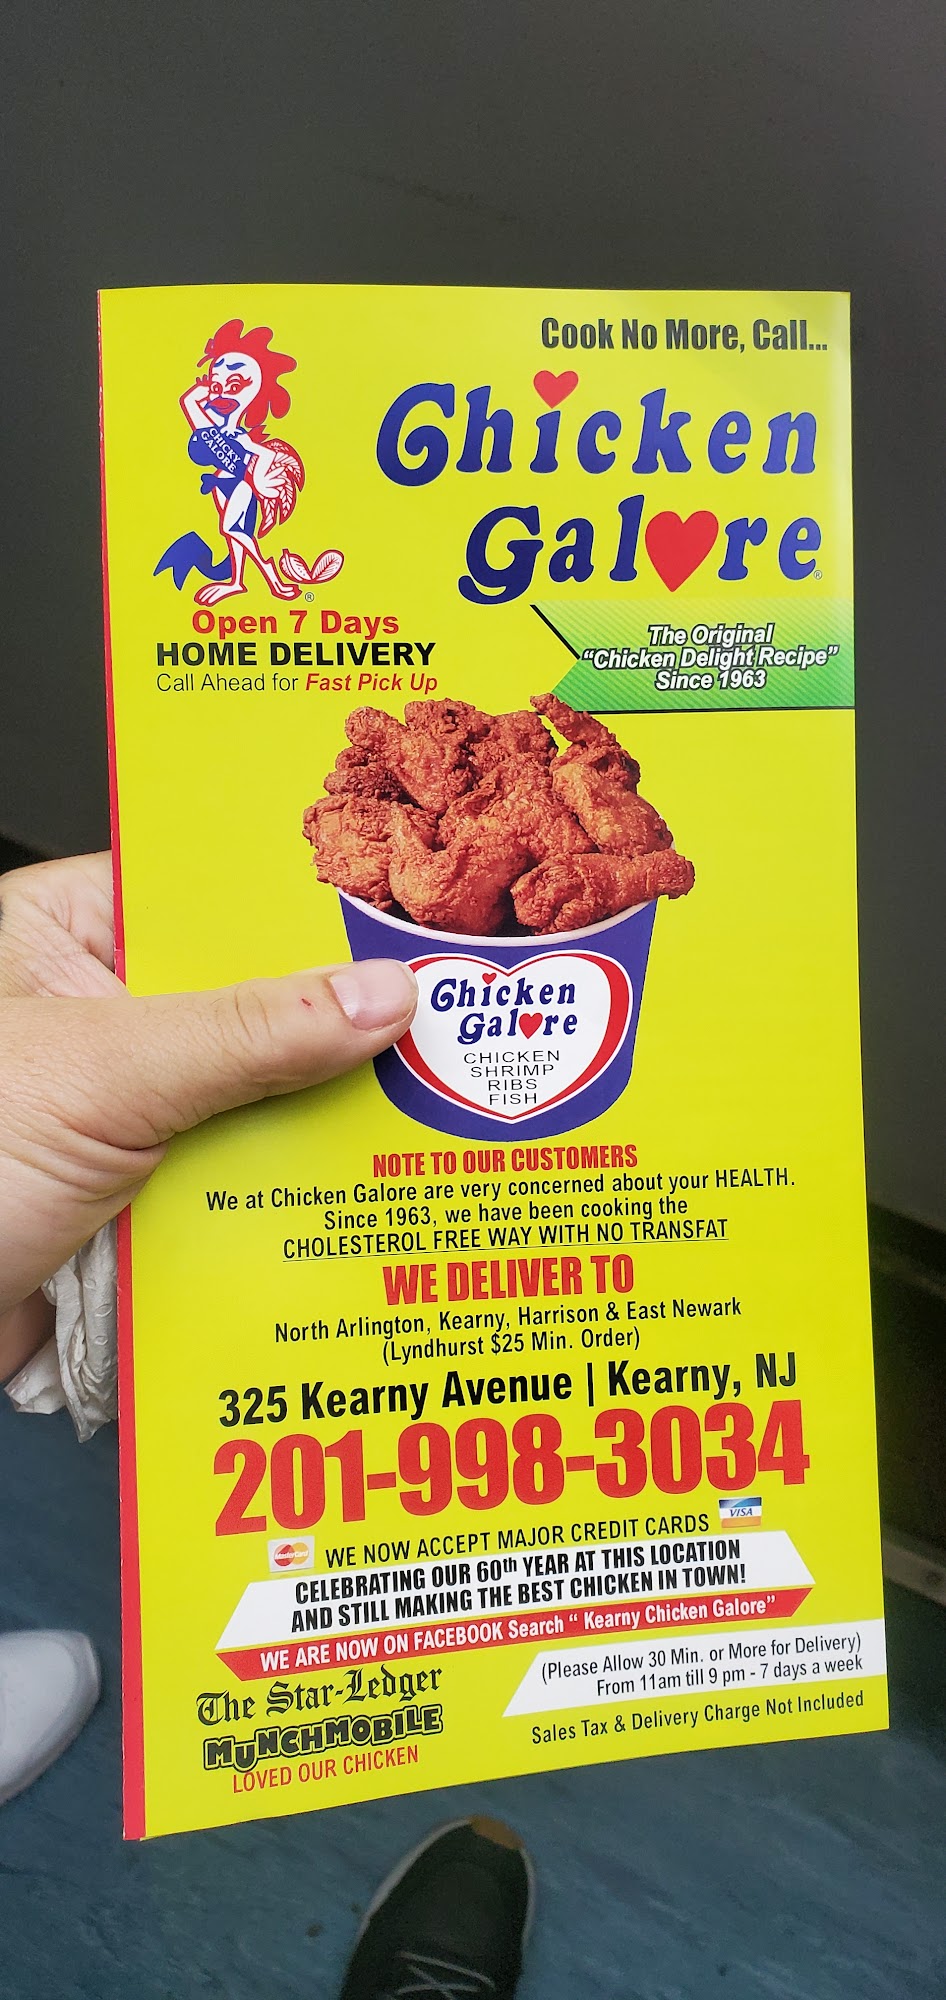 Cook No More, Call...
Chicken
Galore
®
CHICKY
GALORE
®
Open 7 Days
HOME DELIVERY
Call Ahead for Fast Pick Up
The Original
"Chicken Delight Recipe"
Since 1963
Chicken
Galore
CHICKEN
SHRIMP
RIBS
FISH
NOTE TO OUR CUSTOMERS
We at Chicken Galore are very concerned about your HEALTH.
Since 1963, we have been cooking the
CHOLESTEROL FREE WAY WITH NO TRANSFAT
WE DELIVER TO
North Arlington, Kearny, Harrison & East Newark
(Lyndhurst $25 Min. Order)
325 Kearny Avenue | Kearny, NJ
201-998-3034
MasterCard WE NOW ACCEPT MAJOR CREDIT CARDS VISA
CELEBRATING OUR 60th YEAR AT THIS LOCATION
AND STILL MAKING THE BEST CHICKEN IN TOWN!
WE ARE NOW ON FACEBOOK Search " Kearny Chicken Galore"
The Star-Ledger
MUNCHMOBILE
LOVED OUR CHICKEN
(Please Allow 30 Min. or More for Delivery)
From 11am till 9 pm - 7 days a week
Sales Tax & Delivery Charge Not Included